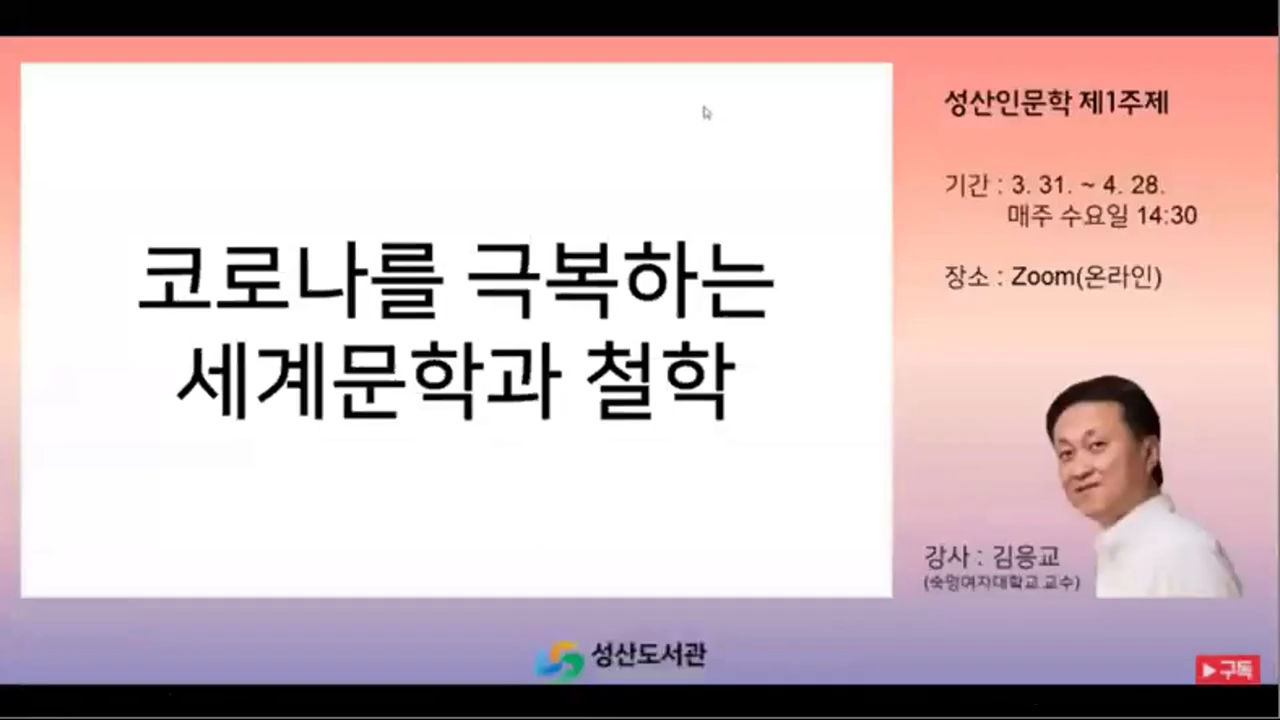 코로나를 극복하는
세계문학과 철학
성산인문학 제1주제
기간 : 3. 31. ~ 4. 28.
매주 수요일 14:30
장소 : Zoom(온라인)
강사 : 김응교
(숙명여자대학교 교수)
성산도서관
구독